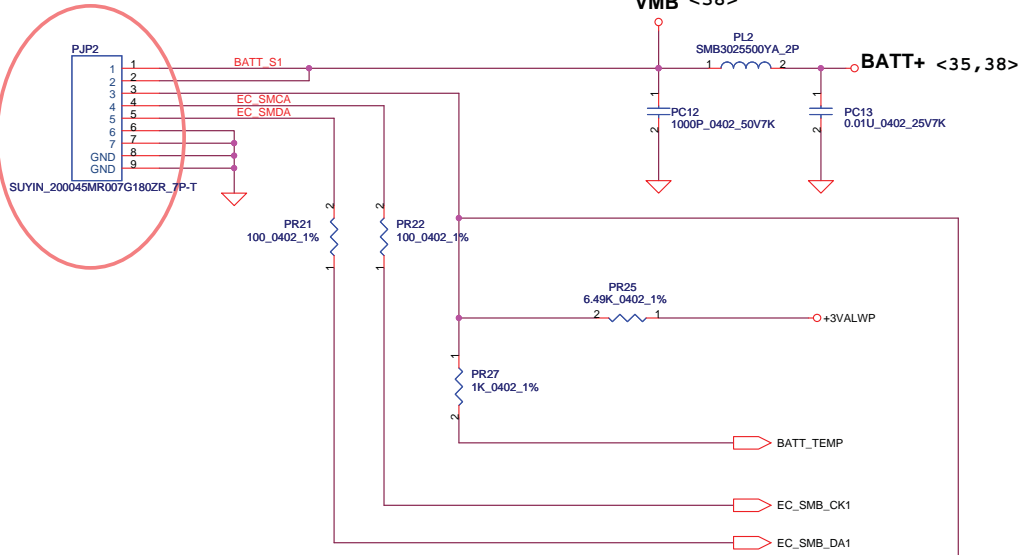 VMB <38>
PJP2
1 1
2 2
3 3
4 4
5 5
6 6
7 7
GND 8
GND 9
SUYIN_200045MR007G180ZR_7P-T
BATT_S1
EC_SMCA
EC_SMDA
PL2
SMB3025500YA_2P
1 2
BATT+ <35,38>
1
PC12
1000P_0402_50V7K
2
1
PC13
0.01U_0402_25V7K
2
2
PR21
100_0402_1%
1
2
PR22
100_0402_1%
1
PR25
6.49K_0402_1%
2 1
+3VALWP
1
PR27
1K_0402_1%
2
BATT_TEMP
EC_SMB_CK1
EC_SMB_DA1